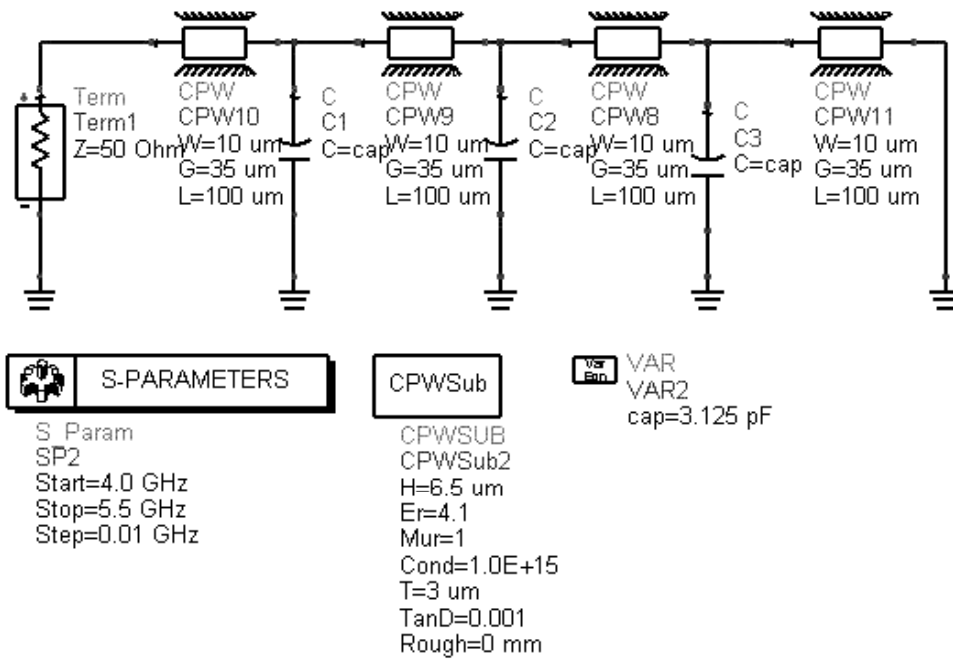 Term
Term1
Z=50 Ohm
CPW
CPW10
W=10 um
G=35 um
L=100 um
C
C1
C=cap
CPW
CPW9
W=10 um
G=35 um
L=100 um
C
C2
C=cap
CPW
CPW8
W=10 um
G=35 um
L=100 um
C
C3
C=cap
CPW
CPW11
W=10 um
G=35 um
L=100 um
S-PARAMETERS
S_Param
SP2
Start=4.0 GHz
Stop=5.5 GHz
Step=0.01 GHz
CPWSub
CPWSUB
CPWSub2
H=6.5 um
Er=4.1
Mur=1
Cond=1.0E+15
T=3 um
TanD=0.001
Rough=0 mm
Var
Eqn
VAR
VAR2
cap=3.125 pF